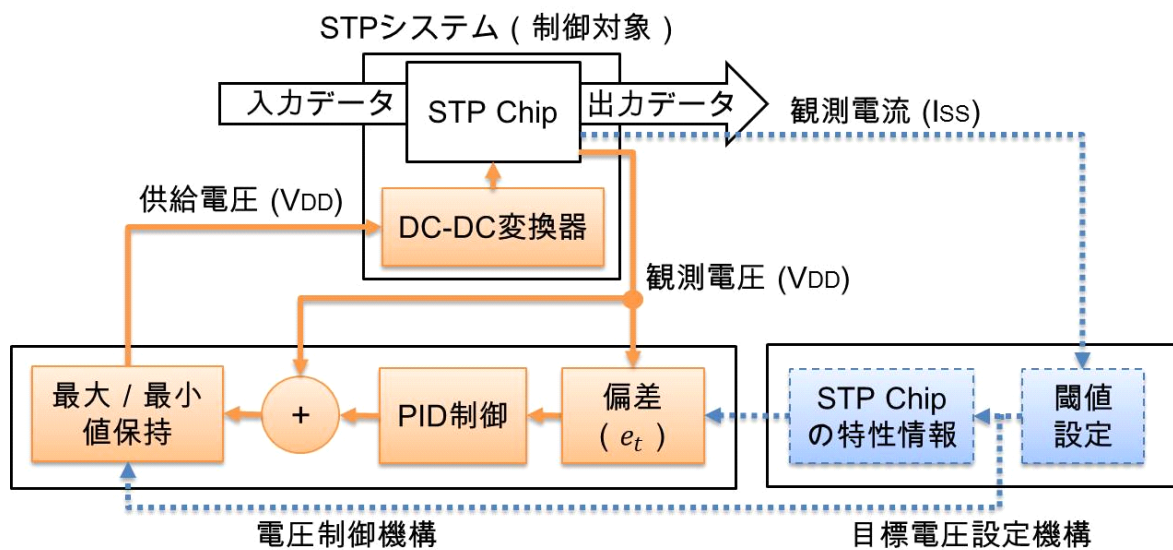 STPシステム ( 制御対象 )
入力データ
STP Chip
出力データ
観測電流 (ISS)
供給電圧 (VDD)
DC-DC変換器
観測電圧 (VDD)
最大 / 最小
値保持
+
PID制御
偏差
( et )
STP Chip
の特性情報
閾値
設定
電圧制御機構
目標電圧設定機構